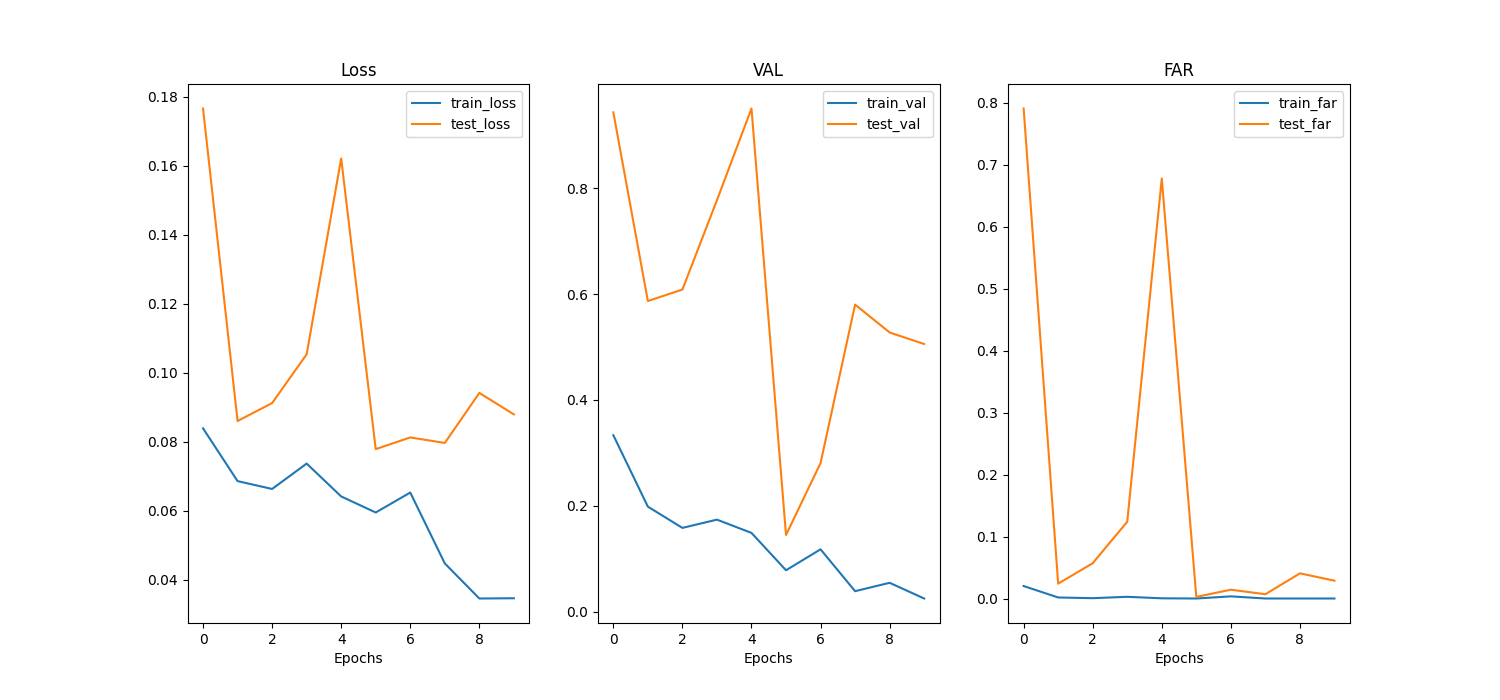 Loss
train_loss
test_loss
0.18
0.16
0.14
0.12
0.10
0.08
0.06
0.04
0 2 4 6 8
Epochs
VAL
train_val
test_val
0.8
0.6
0.4
0.2
0.0
0 2 4 6 8
Epochs
FAR
train_far
test_far
0.8
0.7
0.6
0.5
0.4
0.3
0.2
0.1
0.0
0 2 4 6 8
Epochs